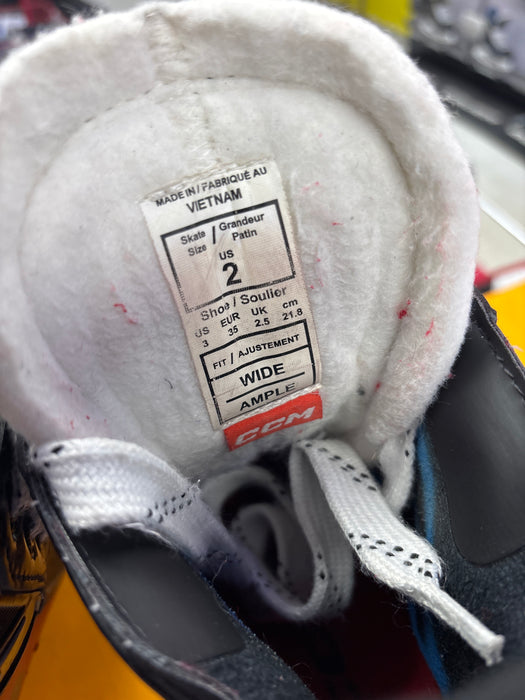 MADE IN / FABRIQUÉ AU
VIETNAM
Skate / Grandeur
Size Patin
US
2
Shoe / Soulier
US EUR UK cm
3 35 2.5 21.8
FIT / AJUSTEMENT
WIDE
AMPLE
CCM